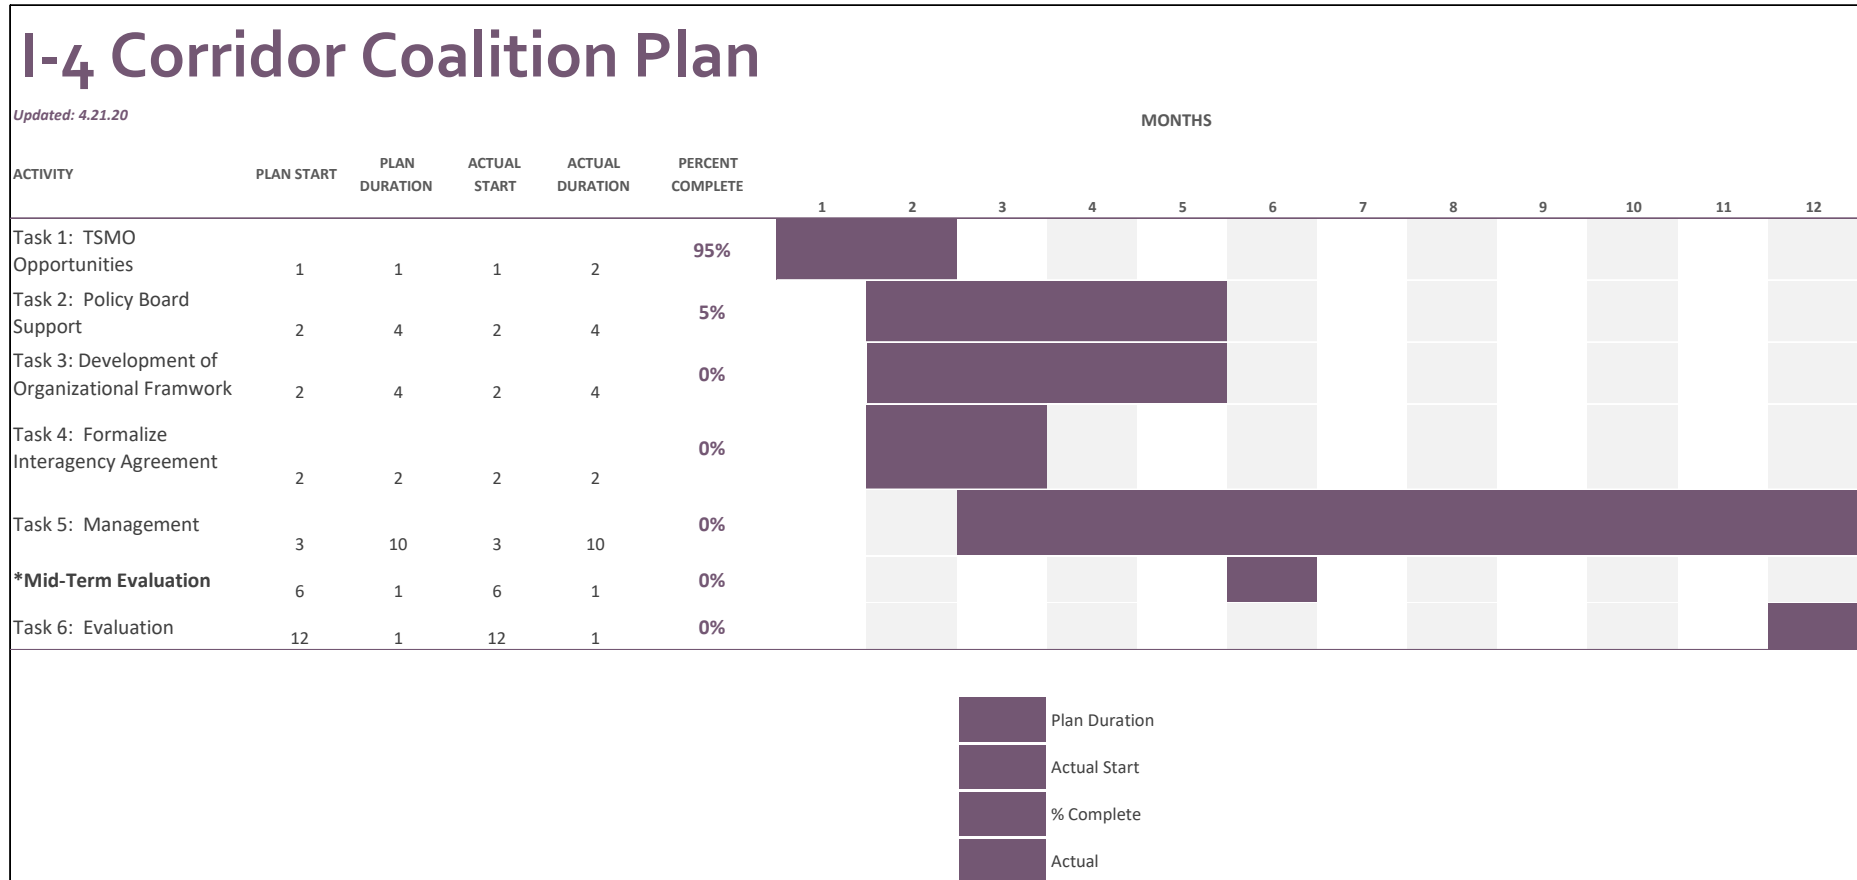 I-4 Corridor Coalition Plan
Updated: 4.21.20
MONTHS
ACTIVITY PLAN START PLAN DURATION ACTUAL START ACTUAL DURATION PERCENT COMPLETE
1 2 3 4 5 6 7 8 9 10 11 12
Task 1: TSMO
Opportunities 1 1 1 2 95%
Task 2: Policy Board
Support 2 4 2 4 5%
Task 3: Development of
Organizational Framwork 2 4 2 4 0%
Task 4: Formalize
Interagency Agreement 2 2 2 2 0%
Task 5: Management 3 10 3 10 0%
*Mid-Term Evaluation 6 1 6 1 0%
Task 6: Evaluation 12 1 12 1 0%
Plan Duration
Actual Start
% Complete
Actual